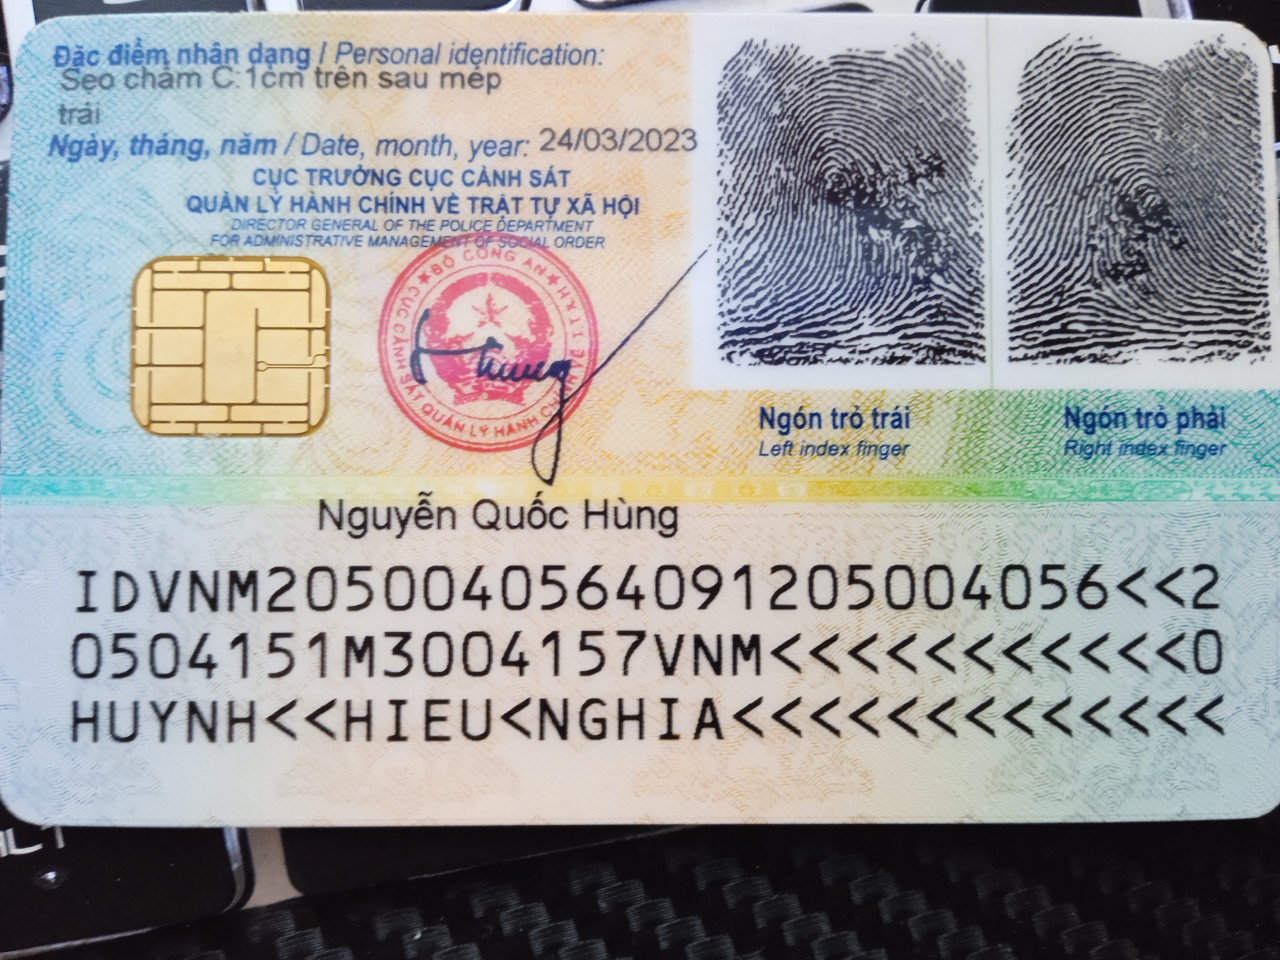 Đặc điểm nhân dạng / Personal identification:
Sẹo chấm C:1cm trên sau mép
trái
Ngày, tháng, năm / Date, month, year: 24/03/2023
CỤC TRƯỞNG CỤC CẢNH SÁT
QUẢN LÝ HÀNH CHÍNH VỀ TRẬT TỰ XÃ HỘI
DIRECTOR GENERAL OF THE POLICE DEPARTMENT
FOR ADMINISTRATIVE MANAGEMENT OF SOCIAL ORDER
BỘ CÔNG AN
CỤC CẢNH SÁT QUẢN LÝ HÀNH CHÍNH
Ngón trỏ trái
Left index finger
Ngón trỏ phải
Right index finger
Nguyễn Quốc Hùng
IDVNM2050040564091205004056<<2
0504151M3004157VNM<<<<<<<<<<<0
HUYNH<<HIEU<NGHIA<<<<<<<<<<<<<